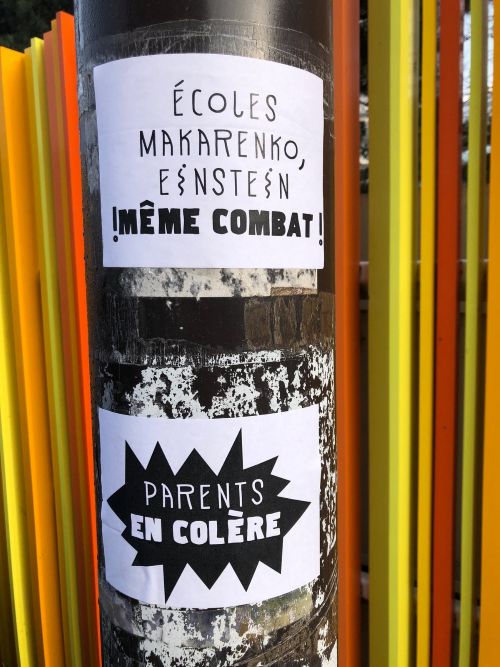 ÉCOLES
MAKARENKO,
EINSTEIN
!MÊME COMBAT!
PARENTS
EN COLÈRE